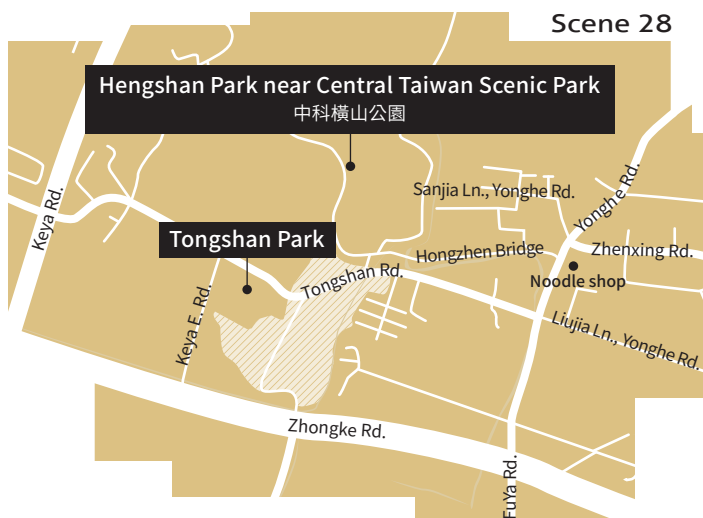 Scene 28
Hengshan Park near Central Taiwan Scenic Park
中科橫山公園
Keya Rd.
Sanjia Ln., Yonghe Rd.
Yonghe Rd.
Tongshan Park
Hongzhen Bridge
Zhenxing Rd.
Tongshan Rd.
Noodle shop
Keya E. Rd.
Liujia Ln., Yonghe Rd.
Zhongke Rd.
FuYa Rd.